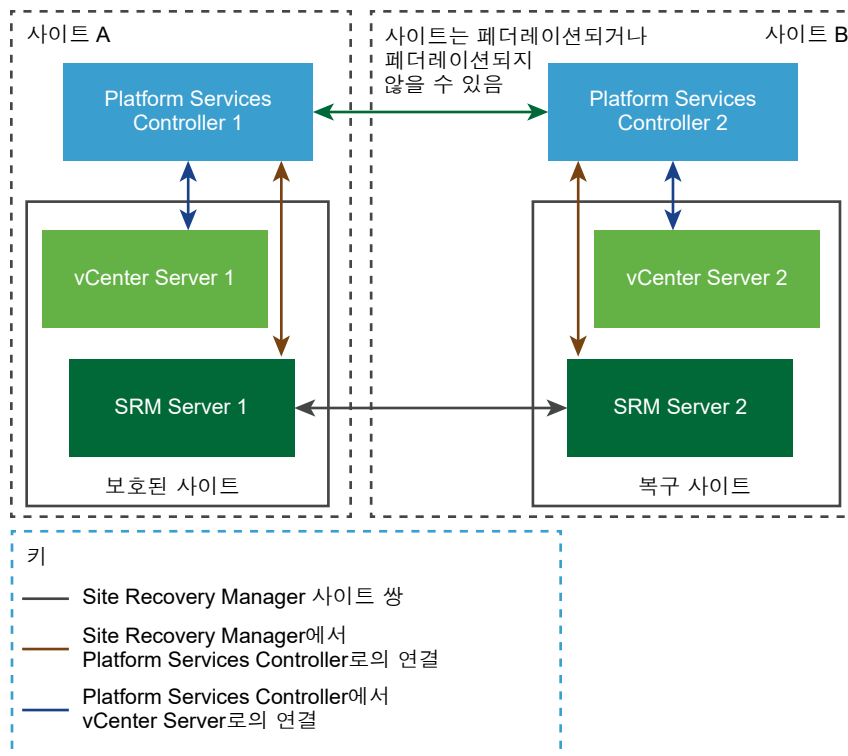 사이트 A
사이트는 페더레이션되거나
페더레이션되지
않을 수 있음
사이트 B
Platform Services
Controller 1
Platform Services
Controller 2
vCenter Server 1
vCenter Server 2
SRM Server 1
SRM Server 2
보호된 사이트
복구 사이트
키
Site Recovery Manager 사이트 쌍
Site Recovery Manager에서
Platform Services Controller로의 연결
Platform Services Controller에서
vCenter Server로의 연결